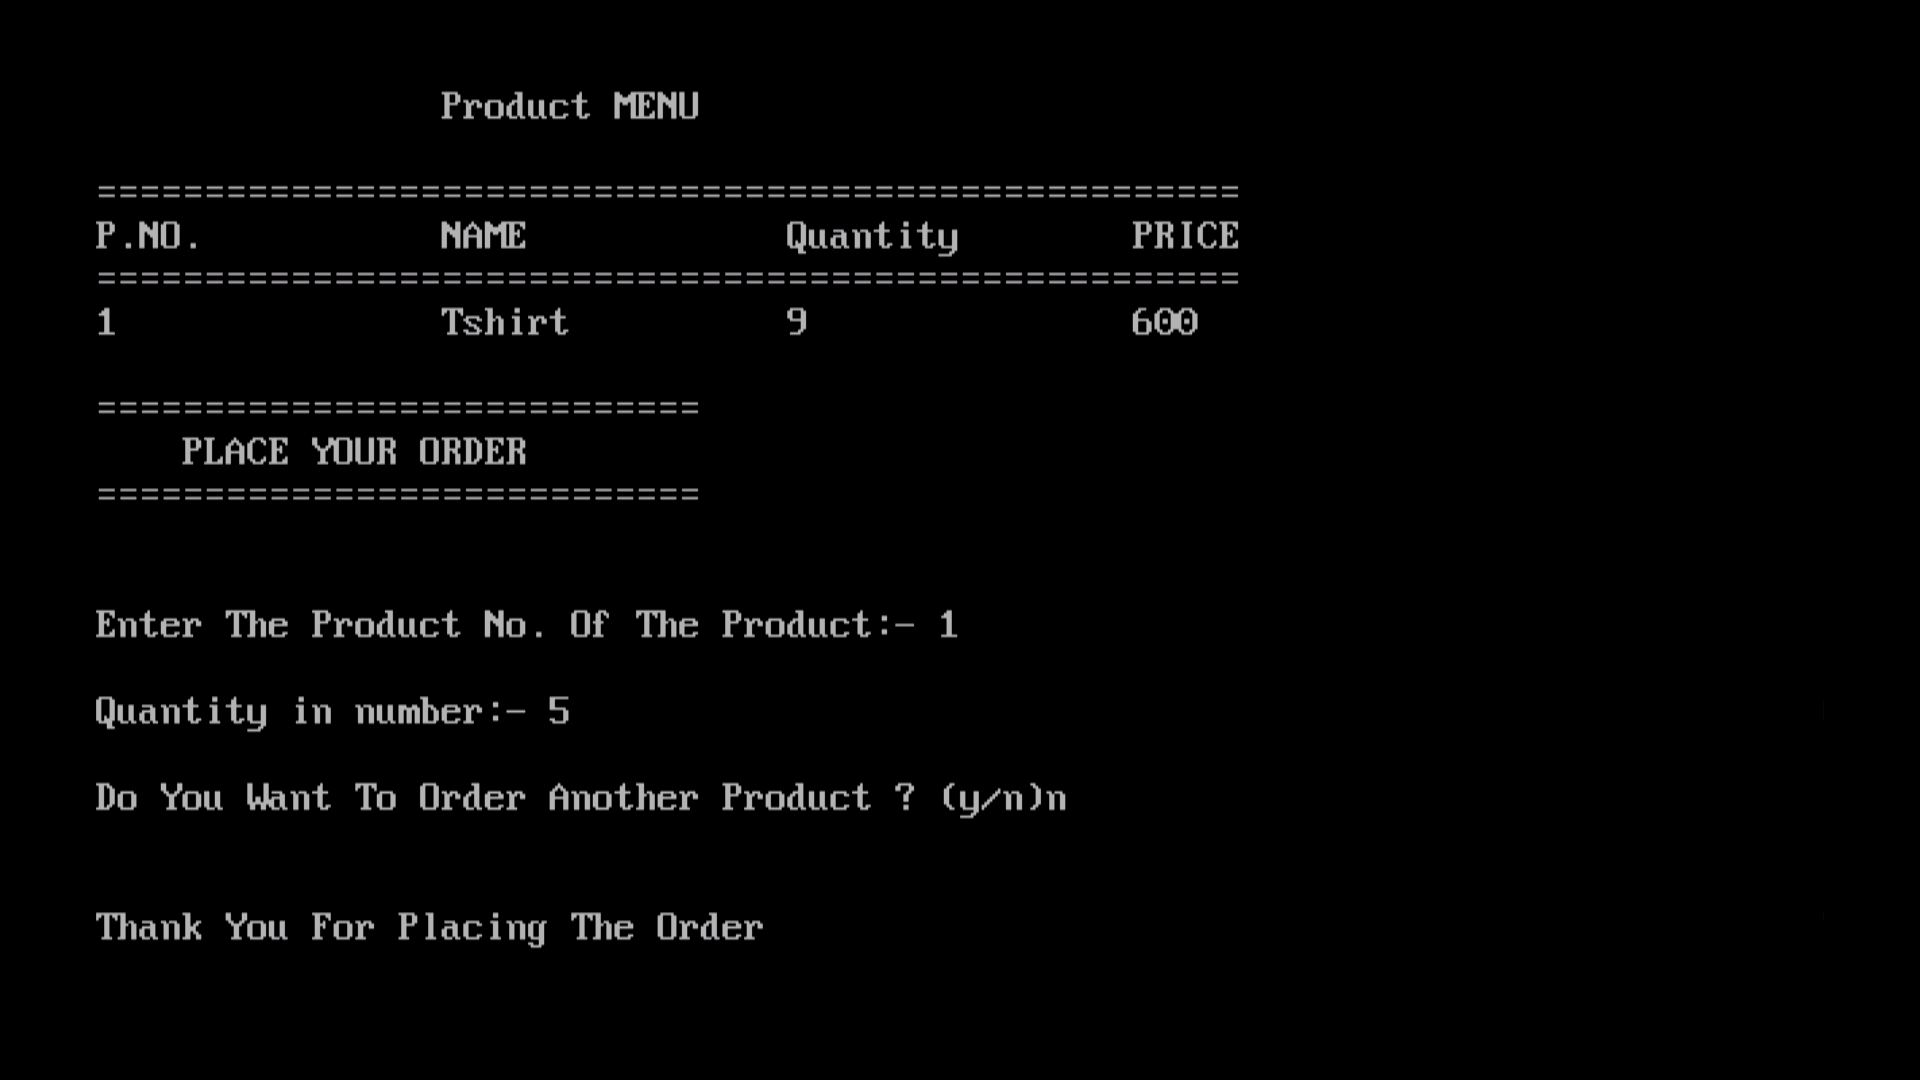 Product MENU
=====================================================
P.NO. NAME Quantity PRICE
=====================================================
1 Tshirt 9 600
============================
PLACE YOUR ORDER
============================
Enter The Product No. Of The Product:- 1
Quantity in number:- 5
Do You Want To Order Another Product ? (y/n)n
Thank You For Placing The Order